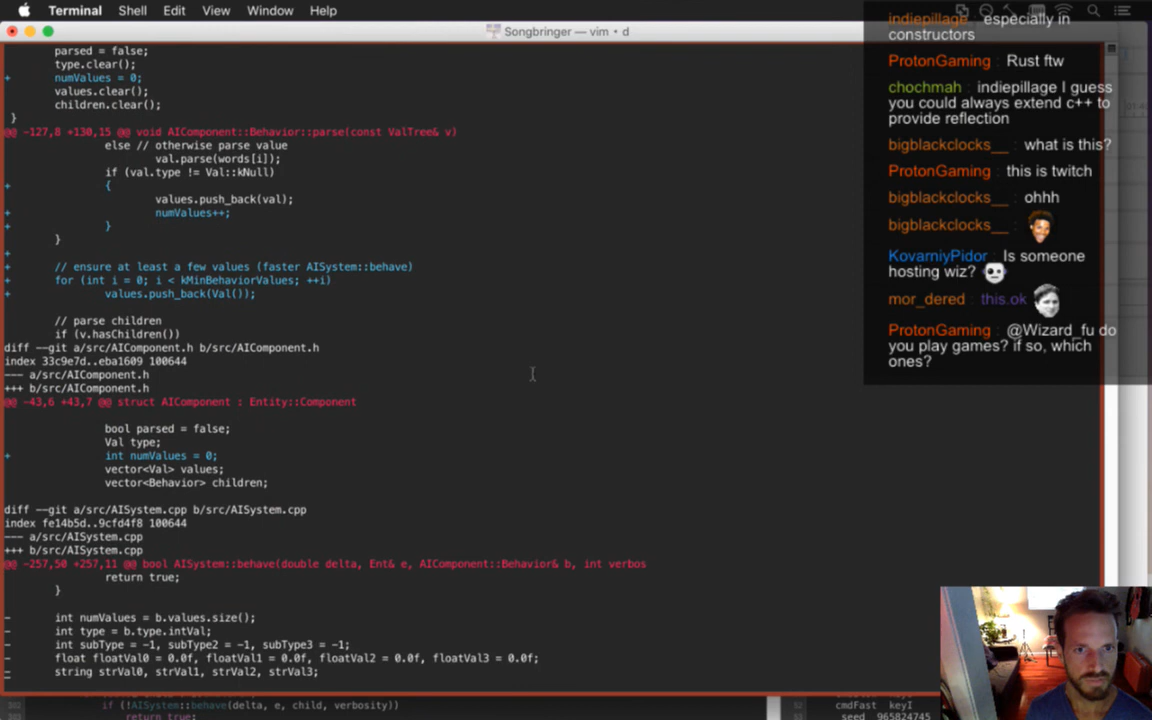 Terminal Shell Edit View Window Help
Songbringer — vim • d
parsed = false;
type.clear();
+ numValues = 0;
values.clear();
children.clear();
}
@@ -127,8 +130,15 @@ void AIComponent::Behavior::parse(const ValTree& v)
else // otherwise parse value
val.parse(words[i]);
if (val.type != Val::kNull)
+ {
values.push_back(val);
+ numValues++;
+ }
}
+
+ // ensure at least a few values (faster AISystem::behave)
+ for (int i = 0; i < kMinBehaviorValues; ++i)
+ values.push_back(Val());
// parse children
if (v.hasChildren())
diff --git a/src/AIComponent.h b/src/AIComponent.h
index 33c9e7d..eba1609 100644
--- a/src/AIComponent.h
+++ b/src/AIComponent.h
@@ -43,6 +43,7 @@ struct AIComponent : Entity::Component
bool parsed = false;
Val type;
+ int numValues = 0;
vector<Val> values;
vector<Behavior> children;
diff --git a/src/AISystem.cpp b/src/AISystem.cpp
index fe14b5d..9cfd4f8 100644
--- a/src/AISystem.cpp
+++ b/src/AISystem.cpp
@@ -257,50 +257,11 @@ bool AISystem::behave(double delta, Ent& e, AIComponent::Behavior& b, int verbos
return true;
}
- int numValues = b.values.size();
- int type = b.type.intVal;
- int subType = -1, subType2 = -1, subType3 = -1;
- float floatVal0 = 0.0f, floatVal1 = 0.0f, floatVal2 = 0.0f, floatVal3 = 0.0f;
- string strVal0, strVal1, strVal2, strVal3;
if (!AISystem::behave(delta, e, child, verbosity))
return true;
cmdFast keyI
seed 965824745
indiepillage : especially in
constructors
ProtonGaming : Rust ftw
chochmah : indiepillage I guess
you could always extend c++ to
provide reflection
bigblackclocks__ : what is this?
ProtonGaming : this is twitch
bigblackclocks__ : ohhh
bigblackclocks__ :
KovarniyPidor : Is someone
hosting wiz?
mor_dered : this.ok
ProtonGaming : @Wizard_fu do
you play games? if so, which
ones?